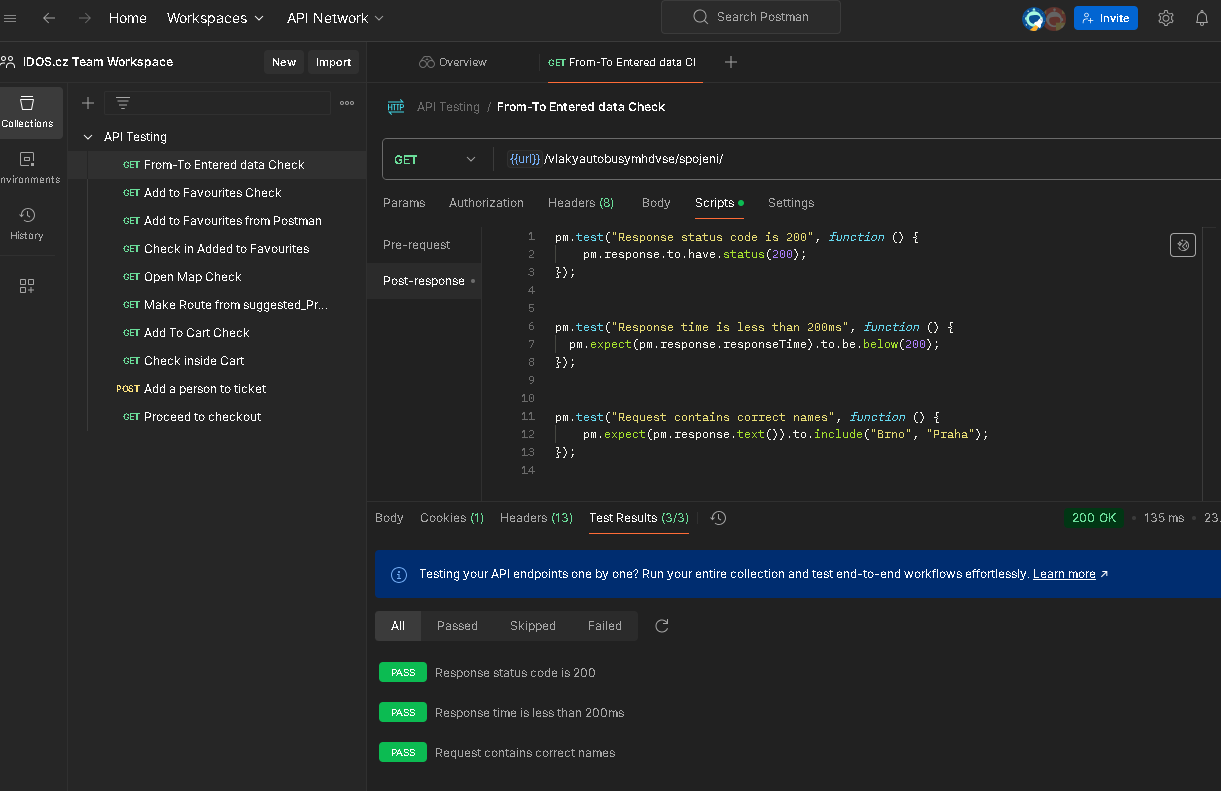 Home Workspaces API Network Search Postman Invite
IDOS.cz Team Workspace New Import
Overview GET From-To Entered data Cl
API Testing / From-To Entered data Check
Collections
API Testing
GET From-To Entered data Check
GET Add to Favourites Check
GET Add to Favourites from Postman
GET Check in Added to Favourites
GET Open Map Check
GET Make Route from suggested_Pr...
GET Add To Cart Check
GET Check inside Cart
POST Add a person to ticket
GET Proceed to checkout
nvironments
History
GET {{url}}/vlakyautobusymhdvse/spojeni/
Params Authorization Headers (8) Body Scripts Settings
Pre-request
Post-response
1 pm.test("Response status code is 200", function () {
2 pm.response.to.have.status(200);
3 });
4
5
6 pm.test("Response time is less than 200ms", function () {
7 pm.expect(pm.response.responseTime).to.be.below(200);
8 });
9
10
11 pm.test("Request contains correct names", function () {
12 pm.expect(pm.response.text()).to.include("Brno", "Praha");
13 });
14
Body Cookies (1) Headers (13) Test Results (3/3) 200 OK • 135 ms • 23.
Testing your API endpoints one by one? Run your entire collection and test end-to-end workflows effortlessly. Learn more ↗
All Passed Skipped Failed
PASS Response status code is 200
PASS Response time is less than 200ms
PASS Request contains correct names